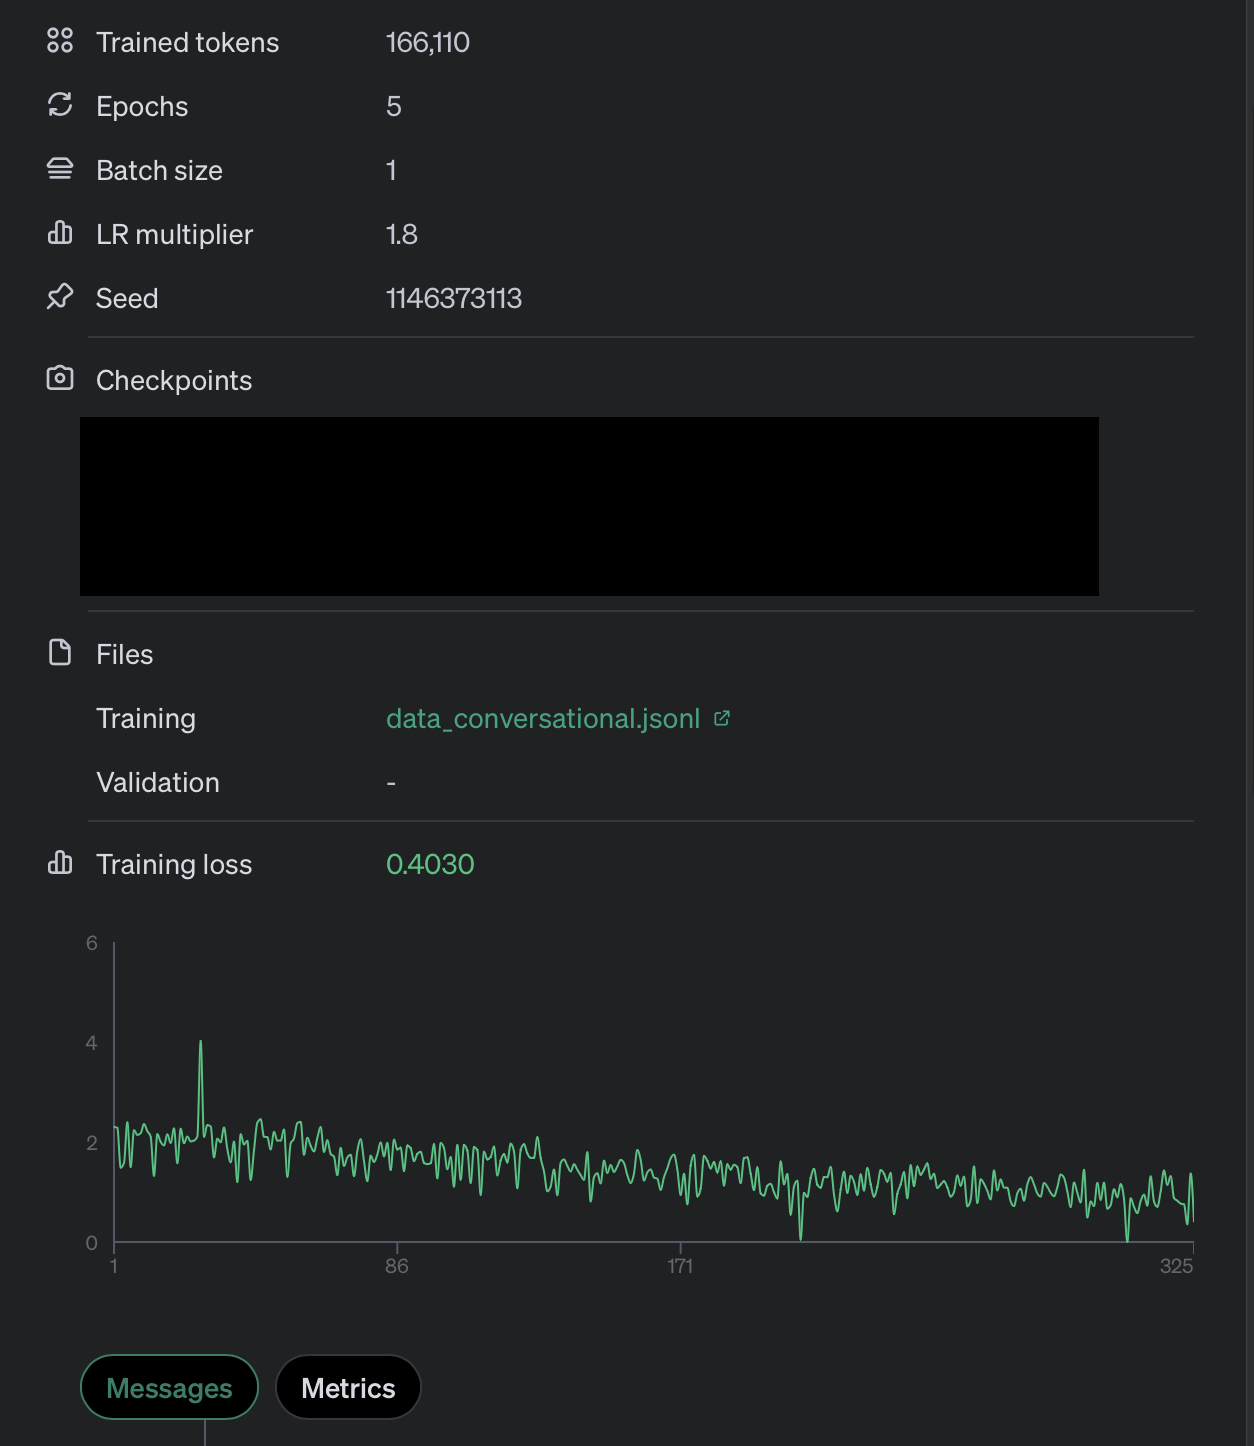 Trained tokens 166,110
Epochs 5
Batch size 1
LR multiplier 1.8
Seed 1146373113
Checkpoints
Files
Training data_conversational.jsonl
Validation -
Training loss 0.4030
6
4
2
0
1 86 171 325
Messages Metrics